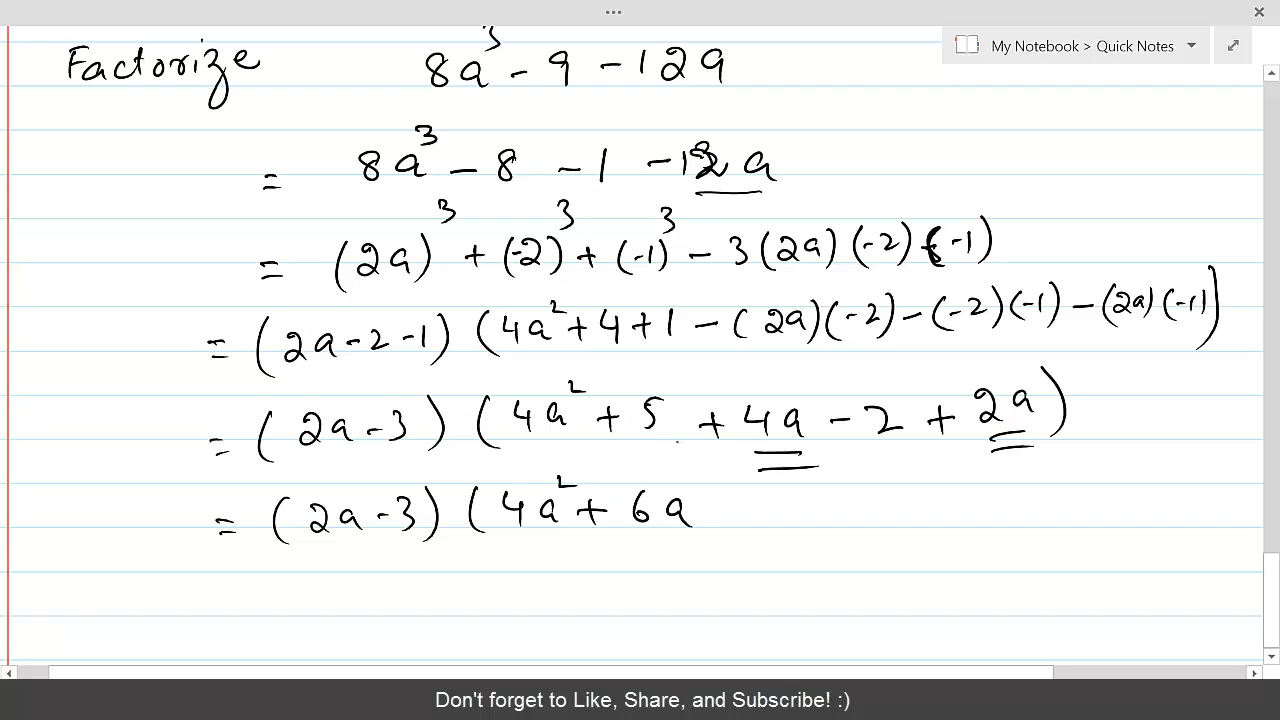 ...
My Notebook > Quick Notes
Factorize 8a³ - 9 - 12a
= 8a³ - 8 - 1 - 12a
= (2a)³ + (-2)³ + (-1)³ - 3(2a)(-2)(-1)
= (2a - 2 - 1) (4a² + 4 + 1 - (2a)(-2) - (-2)(-1) - (2a)(-1))
= (2a - 3) (4a² + 5 + 4a - 2 + 2a)
= (2a - 3) (4a² + 6a
Don't forget to Like, Share, and Subscribe! :)